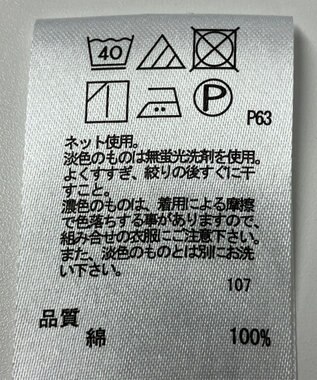 40
P
P63
ネット使用。
淡色のものは無蛍光洗剤を使用。
よくすすぎ、絞りの後すぐに干
すこと。
濃色のものは、着用による摩擦
で色落ちする事がありますので、
組み合せの衣服にご注意下さい。
また、淡色のものとは別にお洗
い下さい。
107
品質
綿 100%